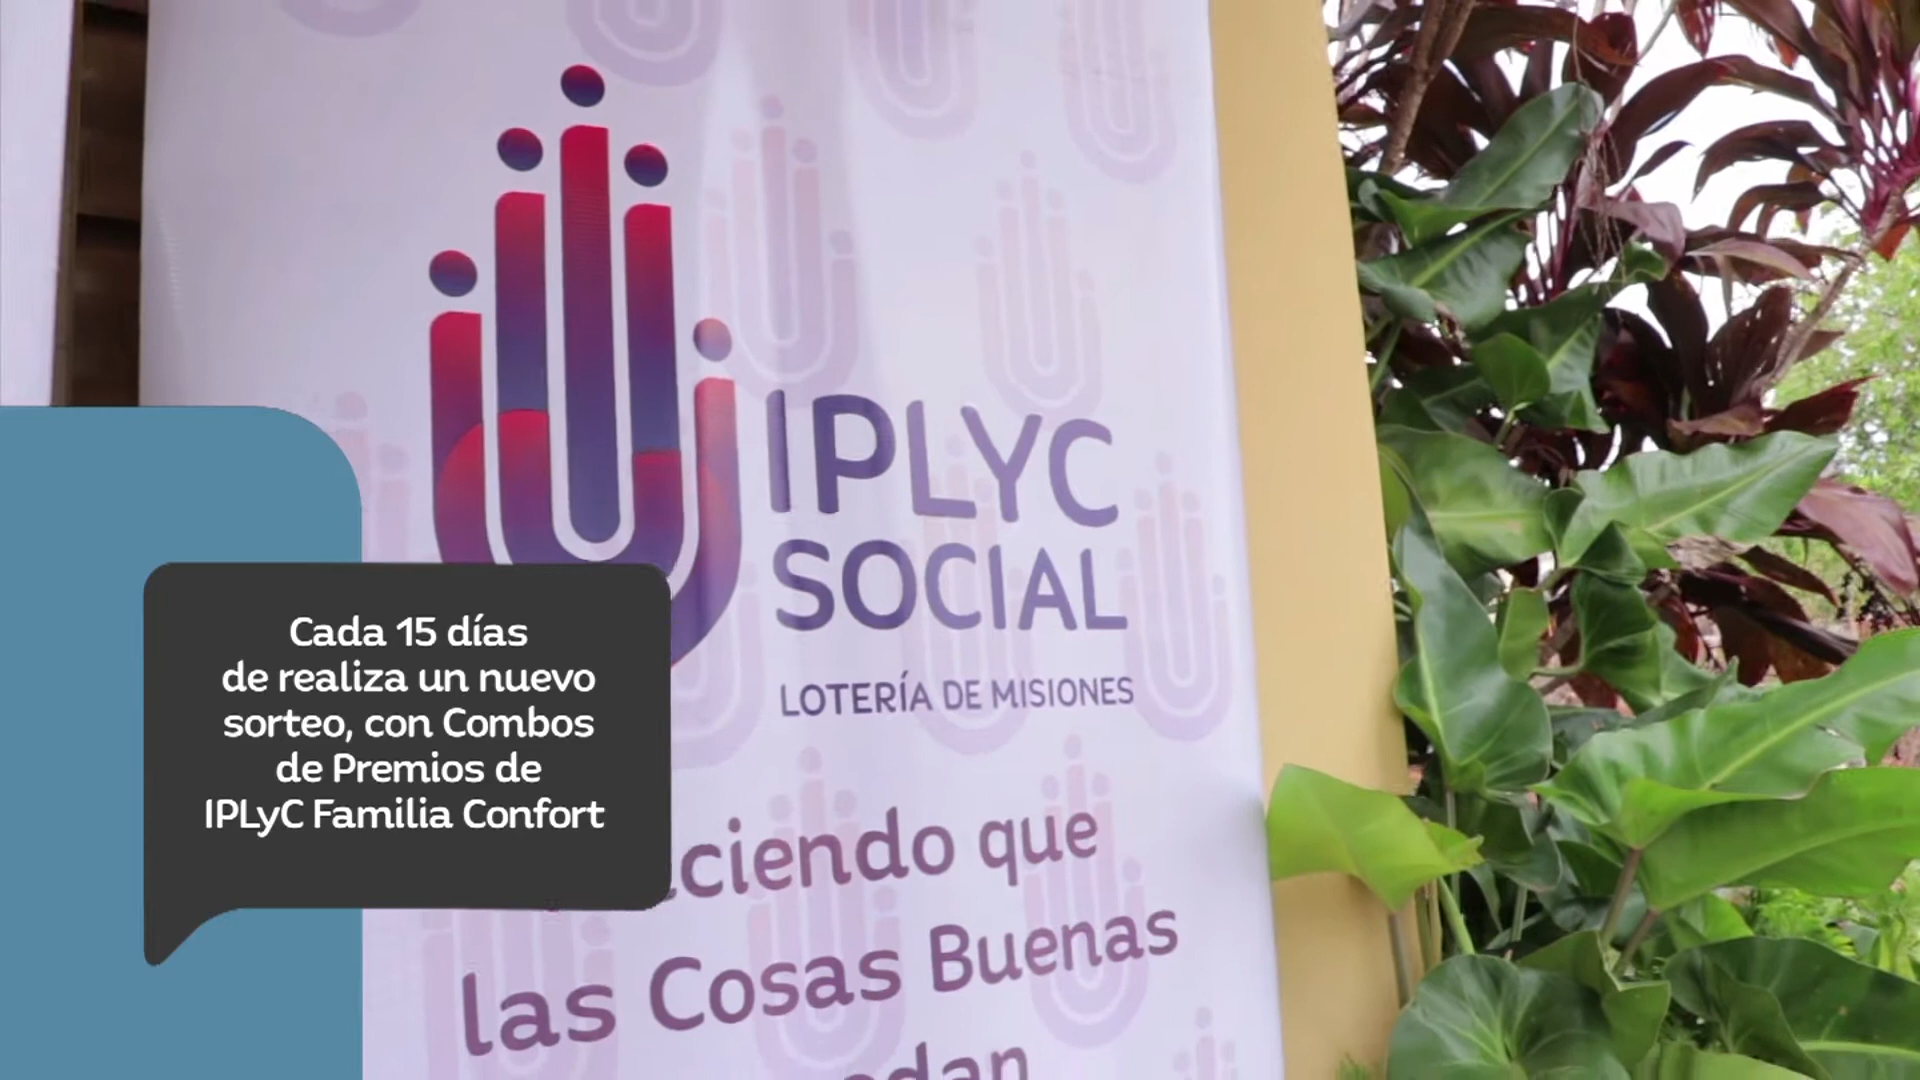 IPLYC
SOCIAL
LOTERÍA DE MISIONES
que
las Cosas Buenas
Cada 15 días
de realiza un nuevo
sorteo, con Combos
de Premios de
IPLyC Familia Confort